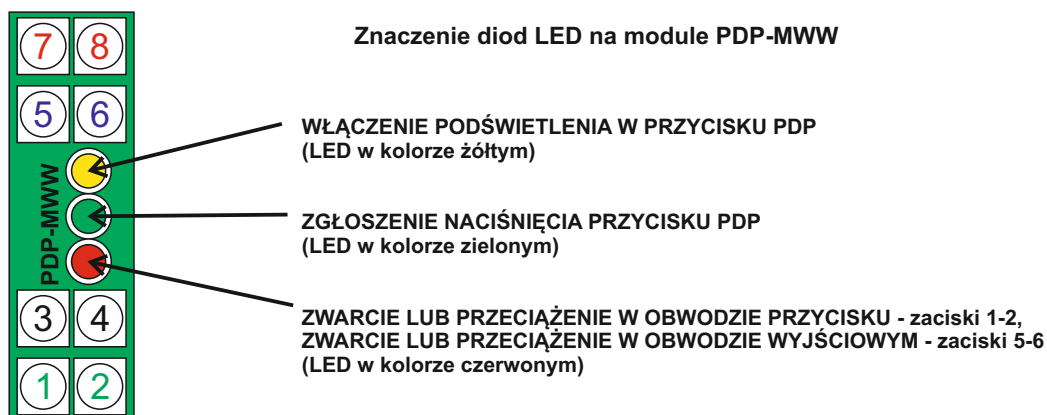 Znaczenie diod LED na module PDP-MWW
7 8
5 6
WŁĄCZENIE PODŚWIETLENIA W PRZYCISKU PDP
(LED w kolorze żółtym)
PDP-MWW
ZGŁOSZENIE NACIŚNIĘCIA PRZYCISKU PDP
(LED w kolorze zielonym)
3 4
ZWARCIE LUB PRZECIĄŻENIE W OBWODZIE PRZYCISKU - zaciski 1-2,
ZWARCIE LUB PRZECIĄŻENIE W OBWODZIE WYJŚCIOWYM - zaciski 5-6
(LED w kolorze czerwonym)
1 2